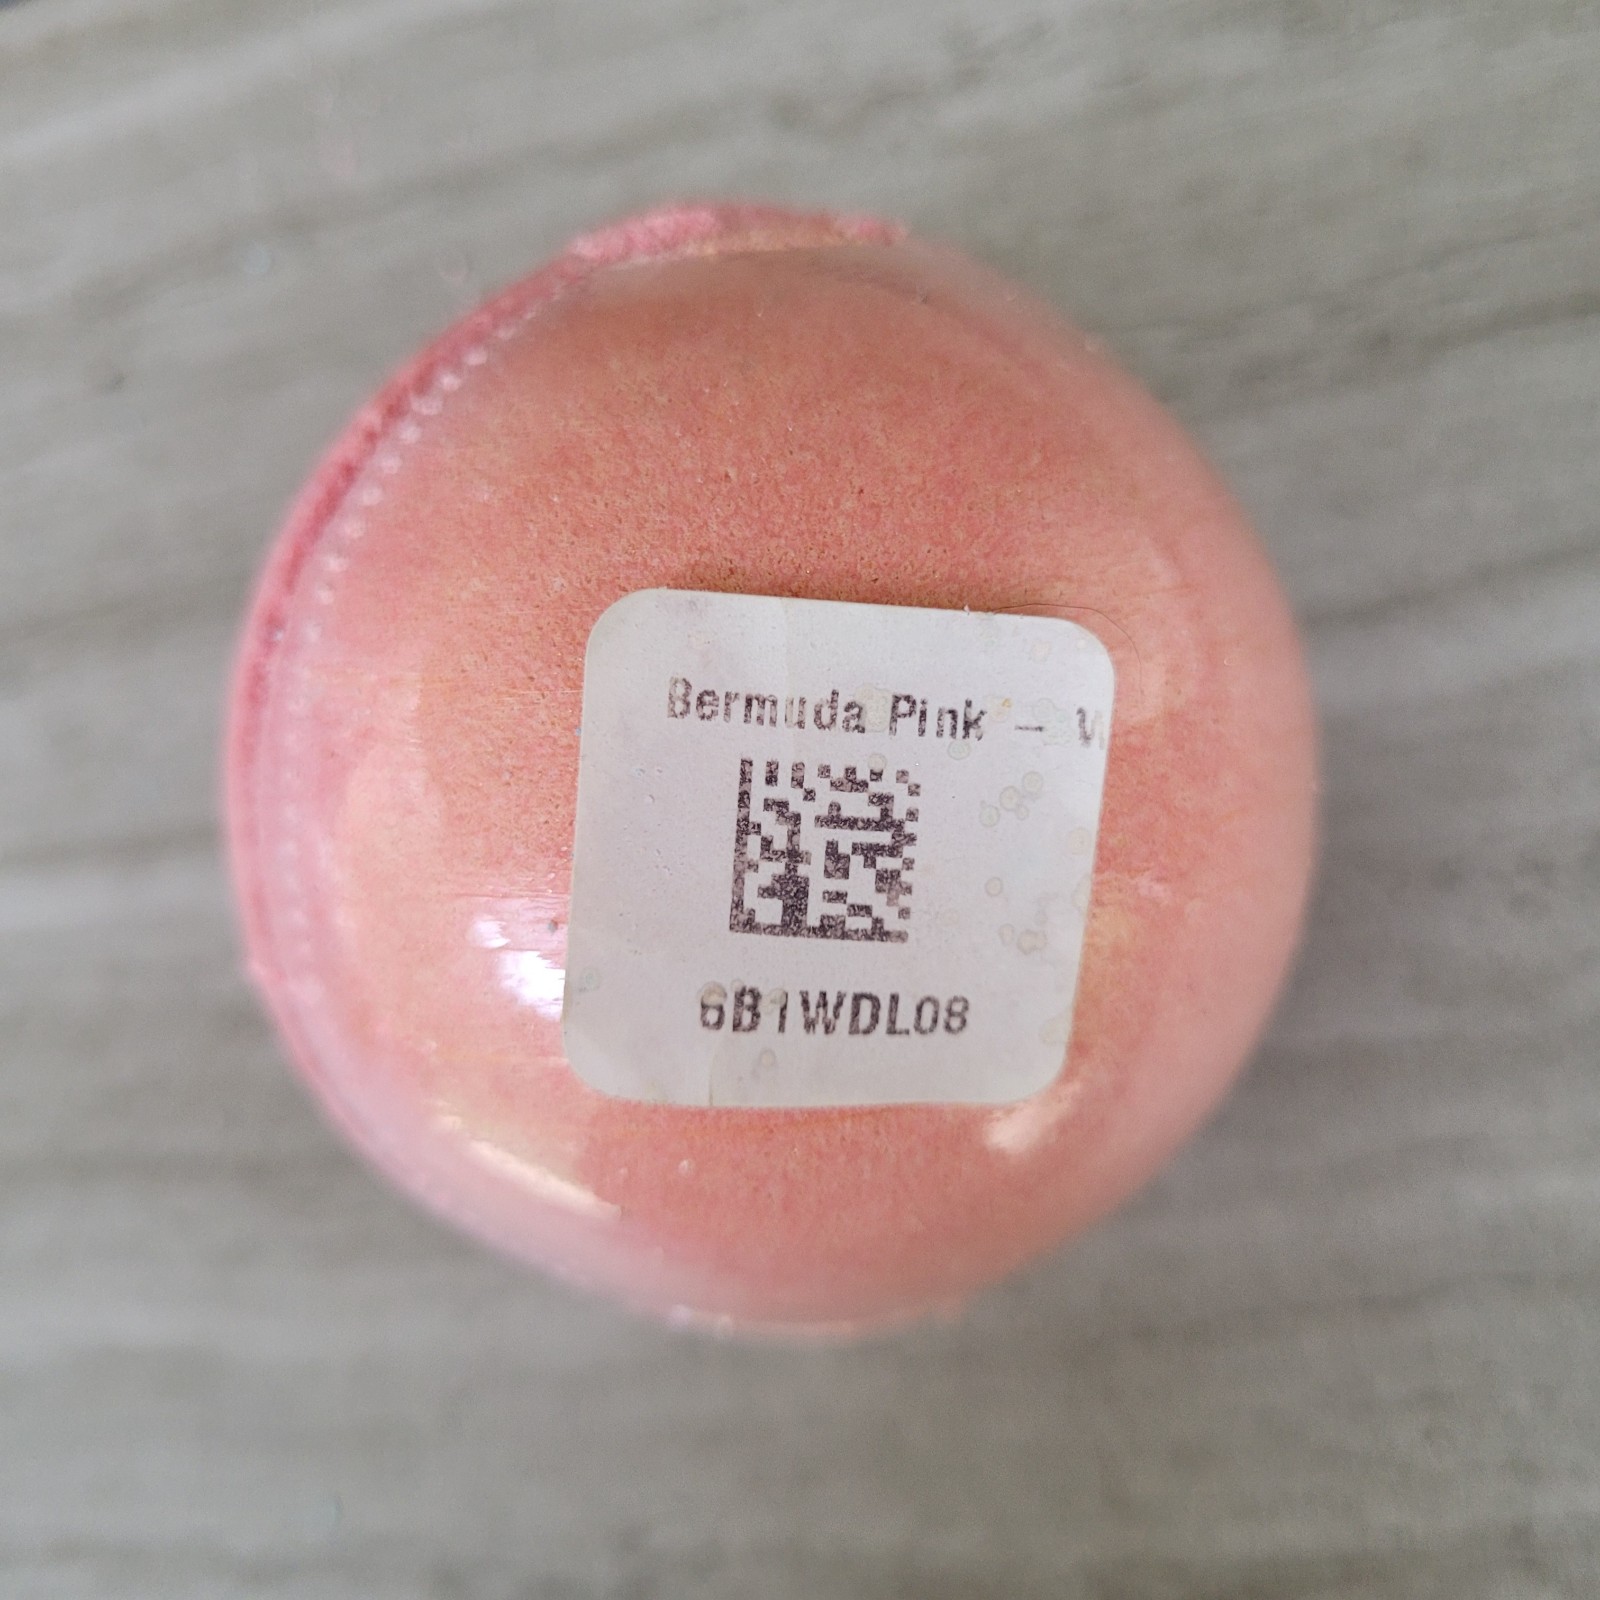 Bermuda Pink –
6B1WDL08